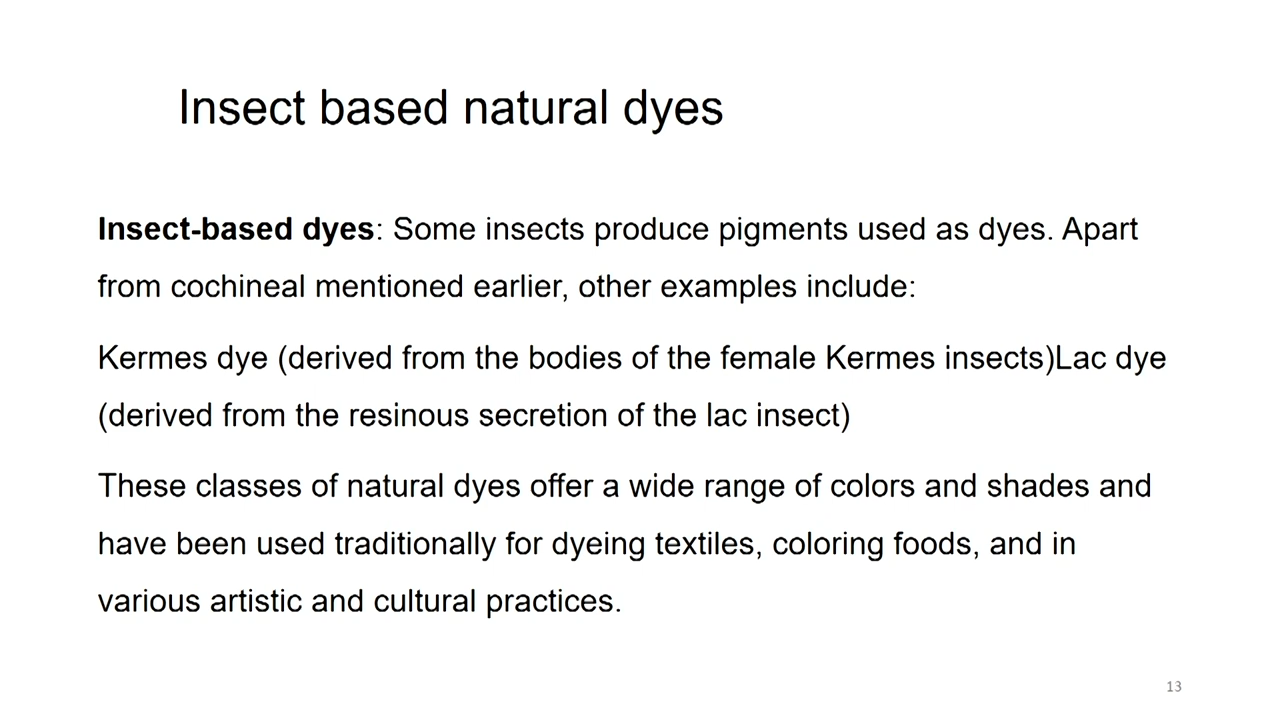 Insect based natural dyes
Insect-based dyes: Some insects produce pigments used as dyes. Apart
from cochineal mentioned earlier, other examples include:
Kermes dye (derived from the bodies of the female Kermes insects)Lac dye
(derived from the resinous secretion of the lac insect)
These classes of natural dyes offer a wide range of colors and shades and
have been used traditionally for dyeing textiles, coloring foods, and in
various artistic and cultural practices.
13